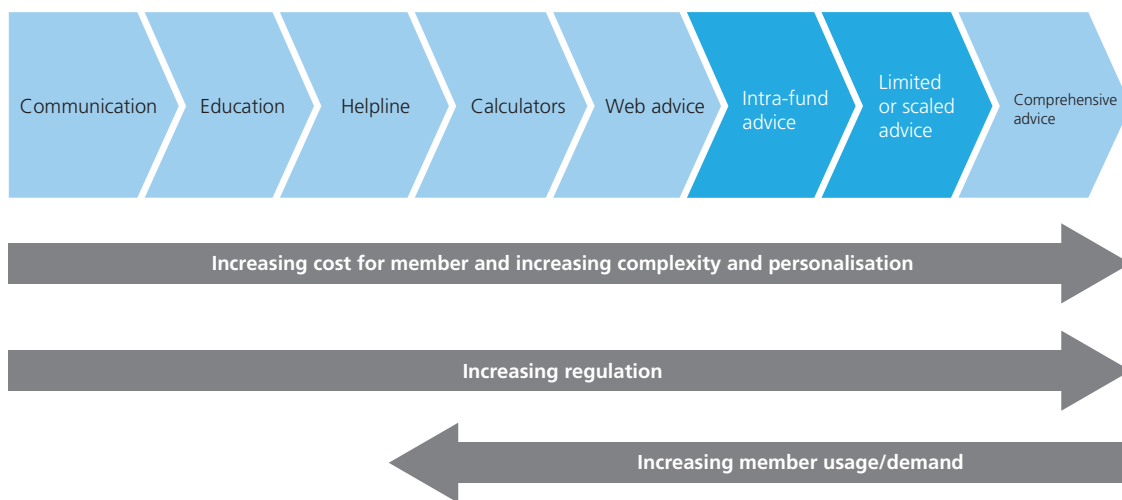 Communication
Education
Helpline
Calculators
Web advice
Intra-fund
advice
Limited
or scaled
advice
Comprehensive
advice
Increasing cost for member and increasing complexity and personalisation
Increasing regulation
Increasing member usage/demand